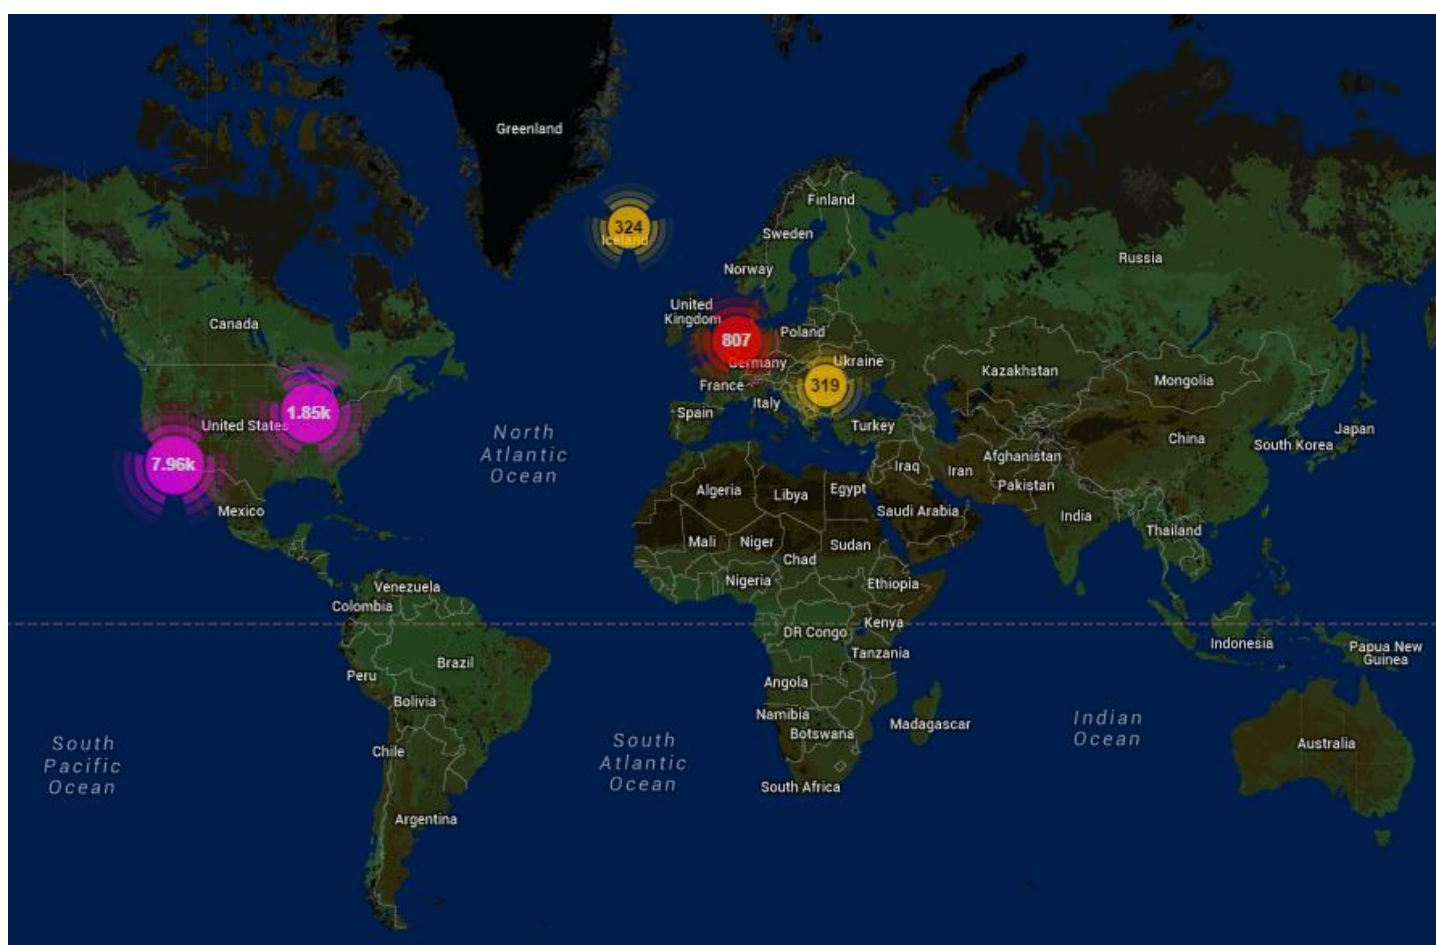 Greenland
324
Iceland
Finland
Sweden
Norway
Russia
United
Kingdom
807
Poland
Germany
Ukraine
319
France
Italy
Spain
Turkey
Kazakhstan
Mongolia
China
Japan
South Korea
Canada
1.85k
United States
7.96k
Mexico
North
Atlantic
Ocean
Afghanistan
Iraq
Iran
Pakistan
Algeria
Libya
Egypt
Saudi Arabia
India
Thailand
Mali
Niger
Chad
Sudan
Nigeria
Ethiopia
Venezuela
Colombia
DR Congo
Kenya
Tanzania
Indonesia
Papua New
Guinea
Brazil
Peru
Bolivia
Angola
Namibia
Botswana
Madagascar
Indian
Ocean
Australia
South
Pacific
Ocean
Chile
South
Atlantic
Ocean
South Africa
Argentina